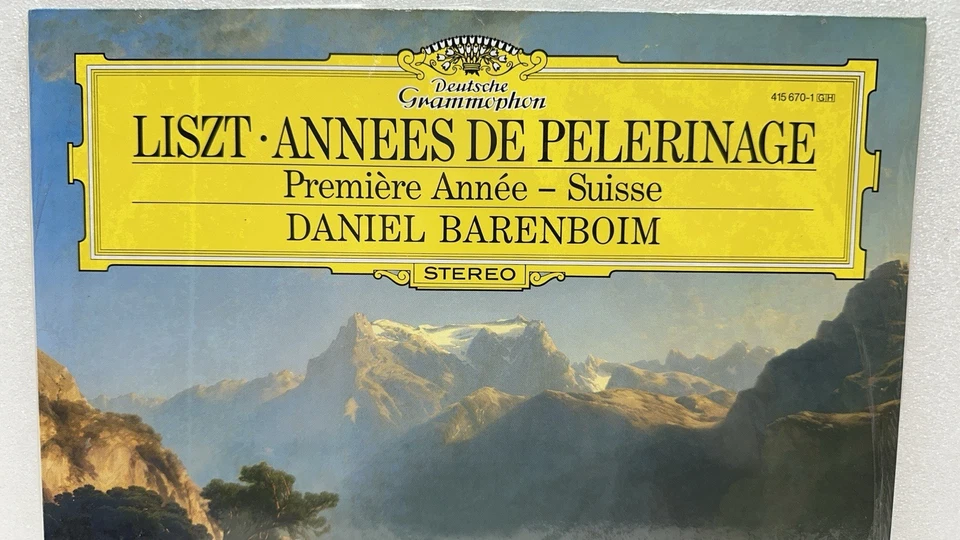 Deutsche
Grammophon
415 670-1 GH
LISZT · ANNEES DE PELERINAGE
Première Année – Suisse
DANIEL BARENBOIM
STEREO